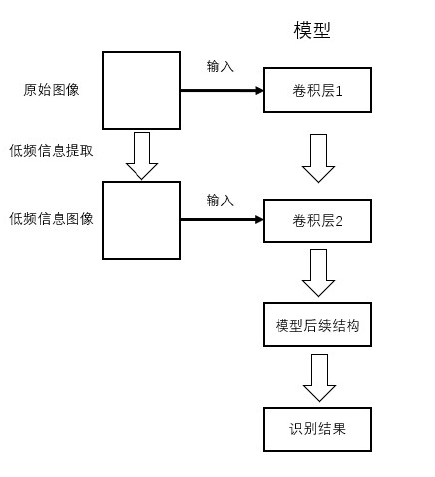 模型
输入
原始图像
卷积层1
低频信息提取
输入
低频信息图像
卷积层2
模型后续结构
识别结果